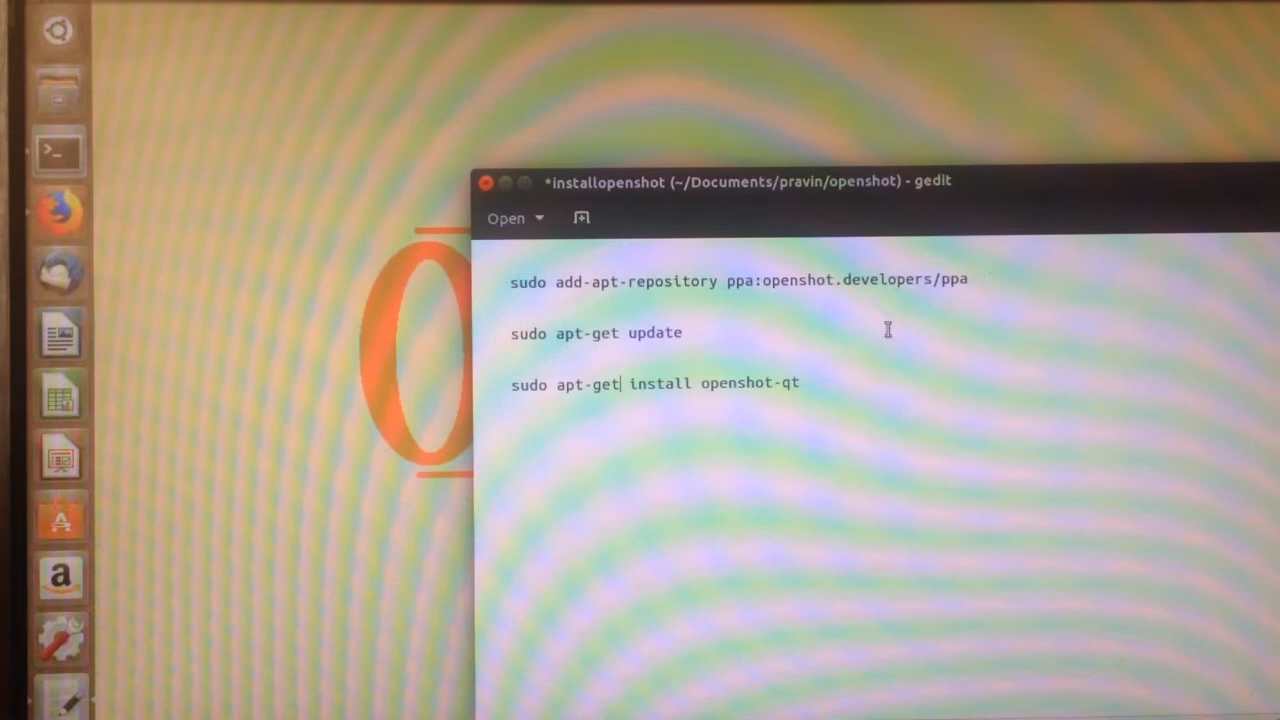 *installopenshot (~/Documents/pravin/openshot) - gedit
Open
sudo add-apt-repository ppa:openshot.developers/ppa
sudo apt-get update
sudo apt-get install openshot-qt
a